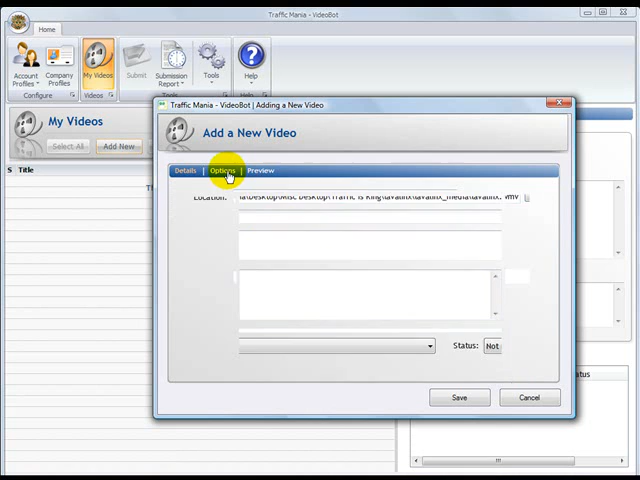 Traffic Mania - VideoBot
Home
Account Profiles
Company Profiles
My Videos
Submit
Submission Report
Tools
Help
Configure
Videos
Tools
Help
My Videos
Select All
Add New
S Title
Traffic Mania - VideoBot | Adding a New Video
Add a New Video
Details | Options | Preview
Location:
Status: Not
Save
Cancel